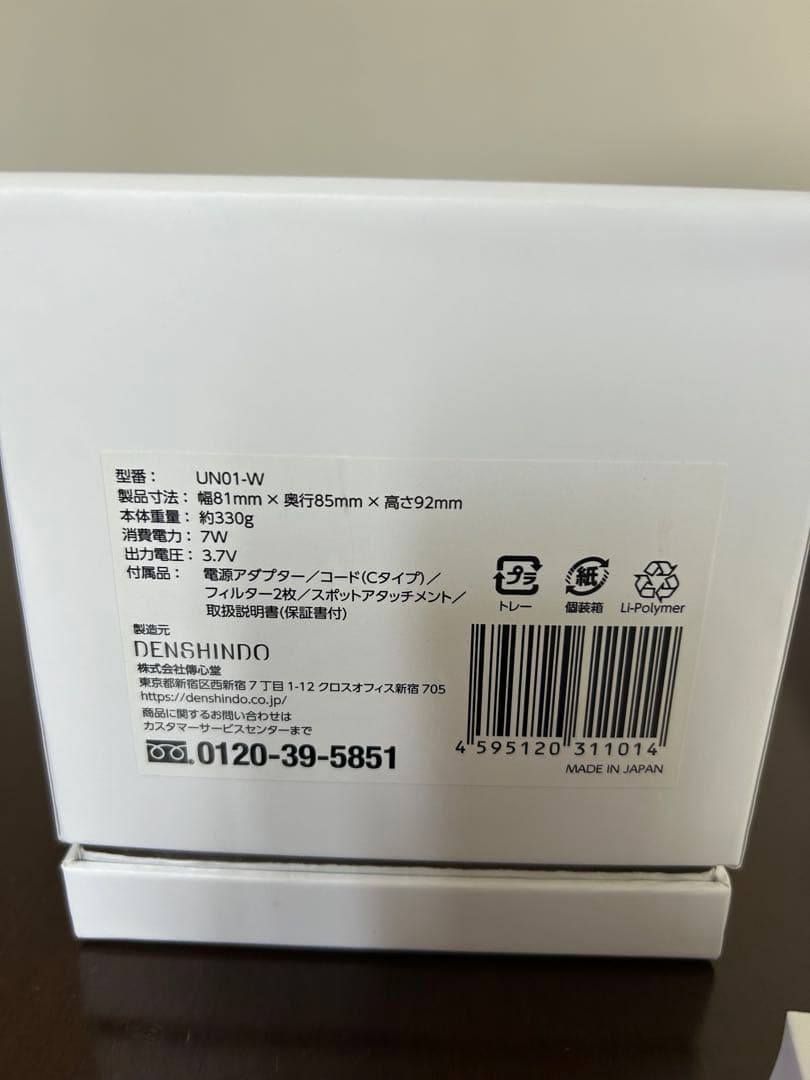 型番： UN01-W
製品寸法： 幅81mm × 奥行85mm × 高さ92mm
本体重量： 約330g
消費電力： 7W
出力電圧： 3.7V
付属品： 電源アダプター／コード(Cタイプ)／
フィルター2枚／スポットアタッチメント／
取扱説明書(保証書付)
プラ
トレー
紙
個装箱
Li-Polymer
製造元
DENSHINDO
株式会社傳心堂
東京都新宿区西新宿7丁目1-12 クロスオフィス新宿 705
https://denshindo.co.jp/
商品に関するお問い合わせは
カスタマーサービスセンターまで
0120-39-5851
4 595120 311014
MADE IN JAPAN